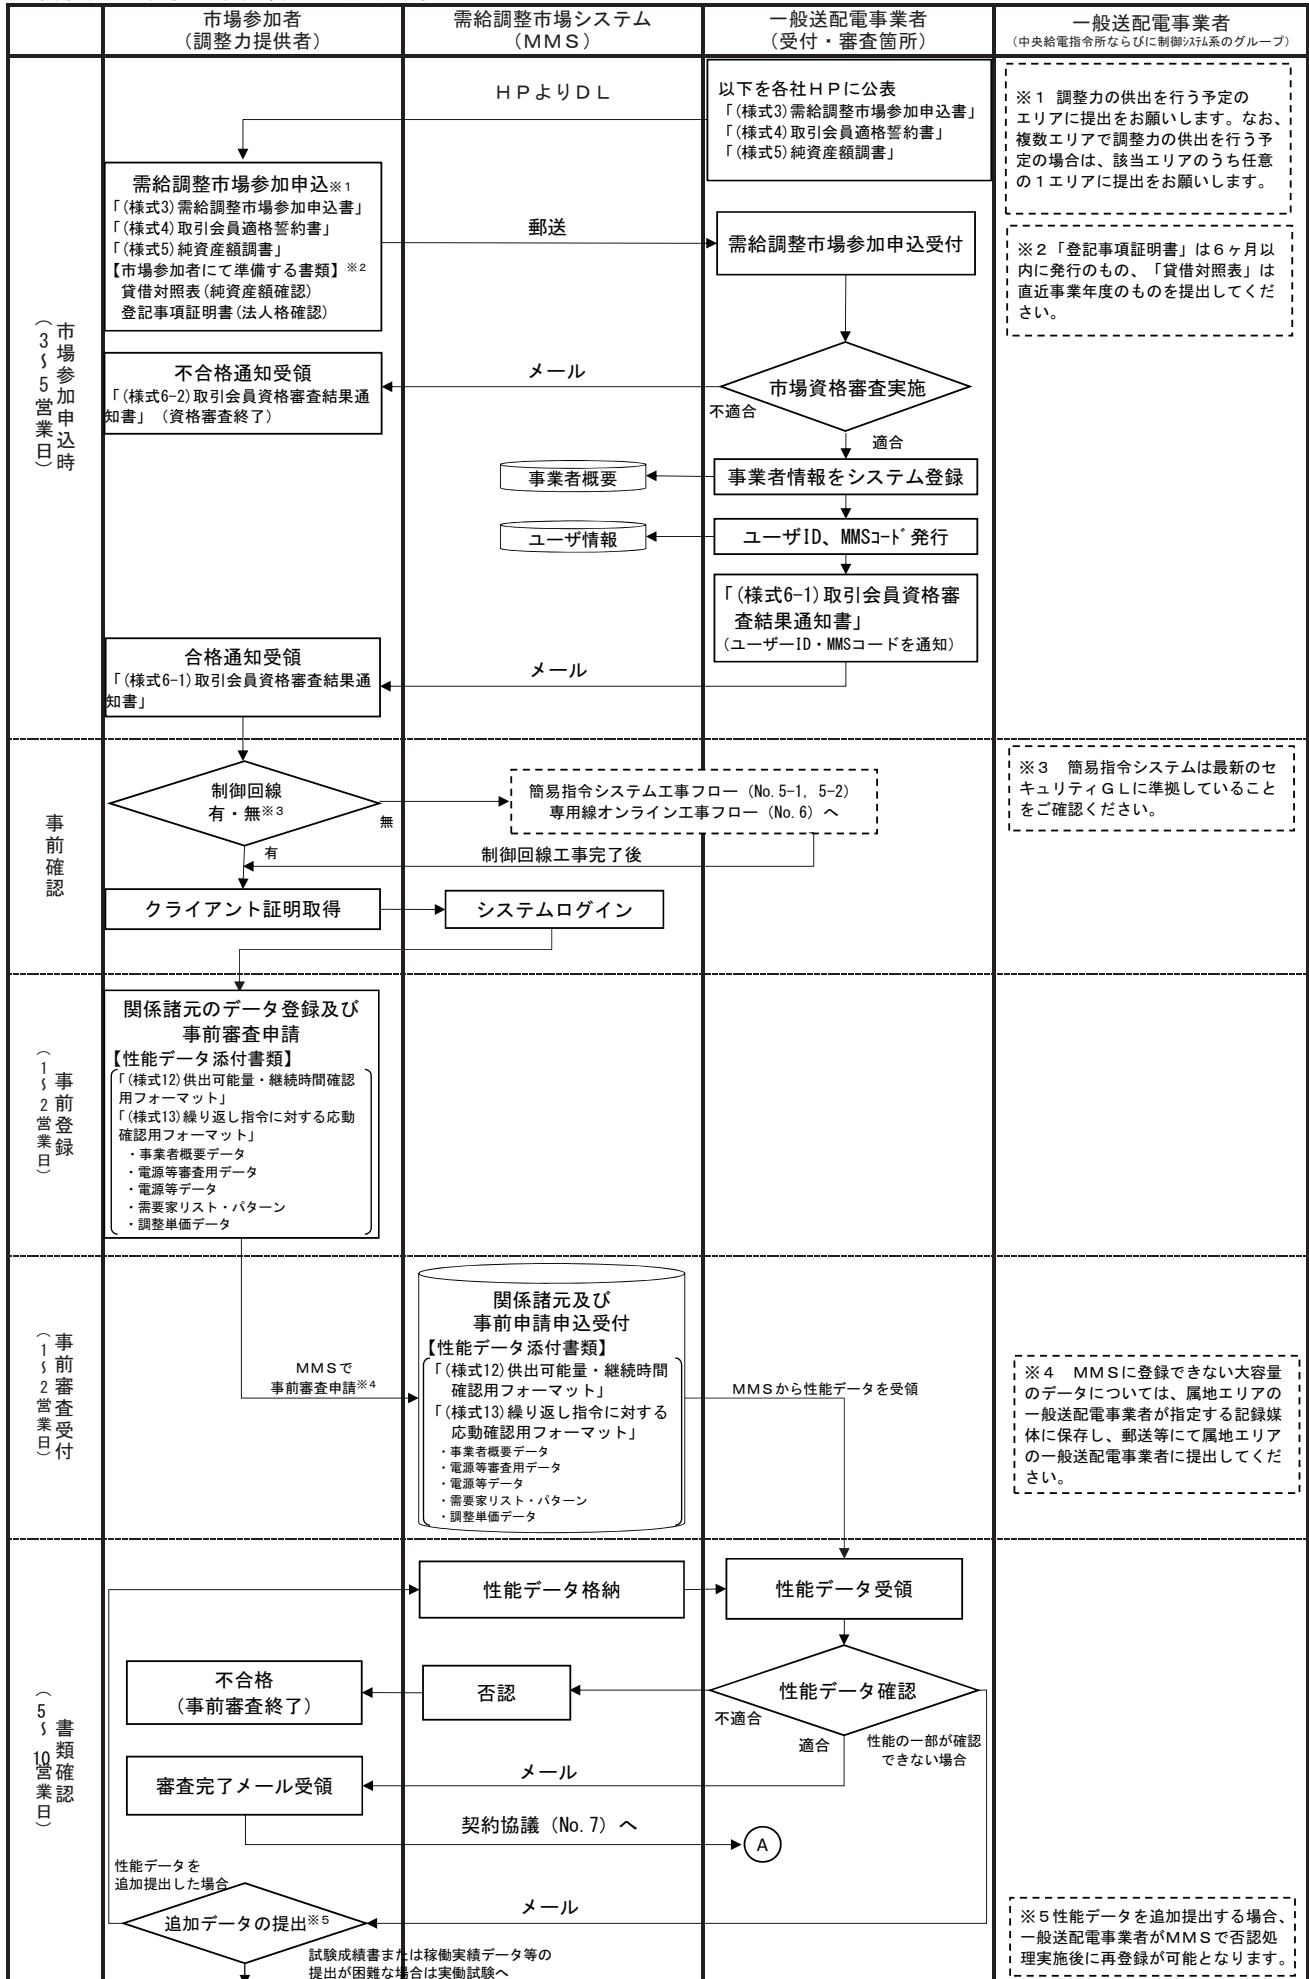 市場参加者
（調整力提供者）
需給調整市場システム
（ＭＭＳ）
一般送配電事業者
（受付・審査箇所）
一般送配電事業者
（中央給電指令所ならびに制御ｼｽﾃﾑ系のグループ）
市場参加申込時
（３～５営業日）
ＨＰよりＤＬ
以下を各社ＨＰに公表
「(様式3)需給調整市場参加申込書」
「(様式4)取引会員適格誓約書」
「(様式5)純資産額調書」
※１ 調整力の供出を行う予定の
エリアに提出をお願いします。なお、
複数エリアで調整力の供出を行う予
定の場合は、該当エリアのうち任意
の１エリアに提出をお願いします。
需給調整市場参加申込※１
「(様式3)需給調整市場参加申込書」
「(様式4)取引会員適格誓約書」
「(様式5)純資産額調書」
【市場参加者にて準備する書類】※２
貸借対照表(純資産額確認)
登記事項証明書(法人格確認)
郵送
需給調整市場参加申込受付
※２「登記事項証明書」は６ヶ月以
内に発行のもの、「貸借対照表」は
直近事業年度のものを提出してくだ
さい。
不合格通知受領
「(様式6-2)取引会員資格審査結果通
知書」（資格審査終了）
メール
市場資格審査実施
不適合
適合
事業者概要
事業者情報をシステム登録
ユーザ情報
ユーザID、MMSｺｰﾄﾞ発行
「(様式6-1)取引会員資格審
査結果通知書」
(ユーザーID・MMSコードを通知)
合格通知受領
「(様式6-1)取引会員資格審査結果通
知書」
メール
事前確認
制御回線
有・無※３
無
有
簡易指令システム工事フロー（No.5-1, 5-2）
専用線オンライン工事フロー（No.6）へ
※３　簡易指令システムは最新のセ
キュリティＧＬに準拠していること
をご確認ください。
制御回線工事完了後
クライアント証明取得
システムログイン
事前登録
（１～２営業日）
関係諸元のデータ登録及び
事前審査申請
【性能データ添付書類】
「(様式12)供出可能量・継続時間確認
用フォーマット」
「(様式13)繰り返し指令に対する応動
確認用フォーマット」
・事業者概要データ
・電源等審査用データ
・電源等データ
・需要家リスト・パターン
・調整単価データ
事前審査受付
（１～２営業日）
ＭＭＳで
事前審査申請※４
関係諸元及び
事前申請申込受付
【性能データ添付書類】
「(様式12)供出可能量・継続時間
確認用フォーマット」
「(様式13)繰り返し指令に対する
応動確認用フォーマット」
・事業者概要データ
・電源等審査用データ
・電源等データ
・需要家リスト・パターン
・調整単価データ
ＭＭＳから性能データを受領
※４　ＭＭＳに登録できない大容量
のデータについては、属地エリアの
一般送配電事業者が指定する記録媒
体に保存し、郵送等にて属地エリア
の一般送配電事業者に提出してくだ
さい。
書類確認
（５～10営業日）
性能データ格納
性能データ受領
不合格
（事前審査終了）
否認
性能データ確認
不適合
適合
性能の一部が確認
できない場合
審査完了メール受領
メール
契約協議（No.7）へ
A
性能データを
追加提出した場合
追加データの提出※５
メール
試験成績書または稼働実績データ等の
提出が困難な場合は実働試験へ
※５性能データを追加提出する場合、
一般送配電事業者がＭＭＳで否認処
理実施後に再登録が可能となります。